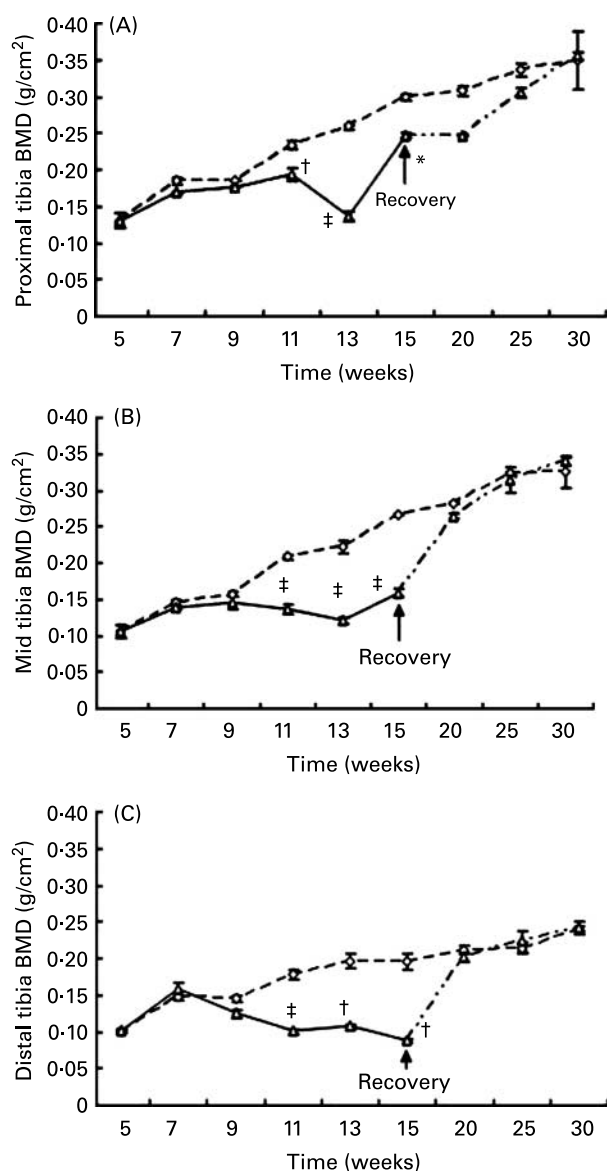 (A)
Proximal tibia BMD (g/cm²)
0·40
0·35
0·30
0·25
0·20
0·15
0·10
0·05
0
†
‡
*
Recovery
5 7 9 11 13 15 20 25 30
Time (weeks)
(B)
Mid tibia BMD (g/cm²)
0·40
0·35
0·30
0·25
0·20
0·15
0·10
0·05
0
‡ ‡ ‡
Recovery
5 7 9 11 13 15 20 25 30
Time (weeks)
(C)
Distal tibia BMD (g/cm²)
0·40
0·35
0·30
0·25
0·20
0·15
0·10
0·05
0
‡ † †
Recovery
5 7 9 11 13 15 20 25 30
Time (weeks)